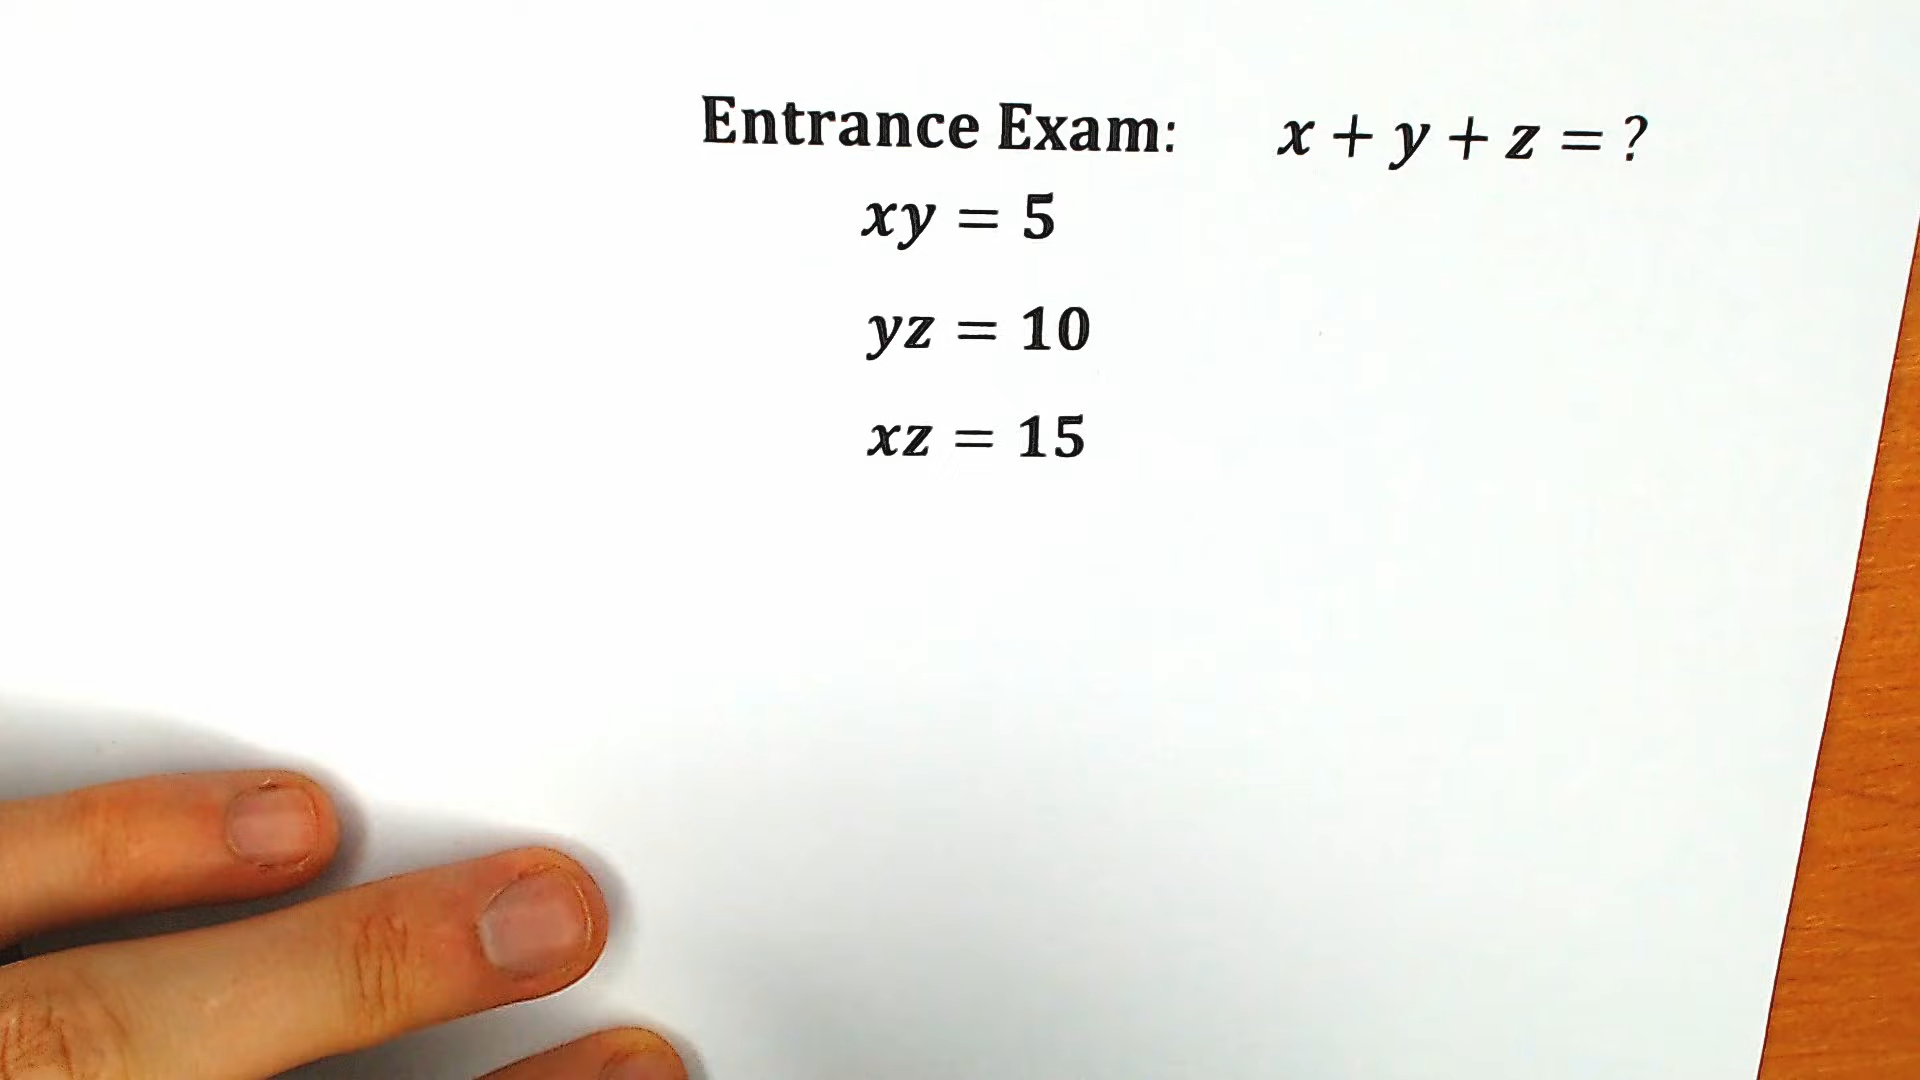 Entrance Exam: x + y + z = ?
xy = 5
yz = 10
xz = 15